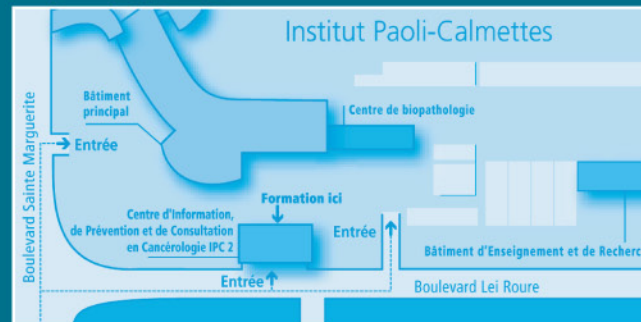 Institut Paoli-Calmettes
Bâtiment
principal
Centre de biopathologie
Boulevard Sainte Marguerite
Entrée
Formation ici
Centre d'Information,
de Prévention et de Consultation
en Cancérologie IPC 2
Entrée
Bâtiment d'Enseignement et de Recherc
Entrée
Boulevard Lei Roure